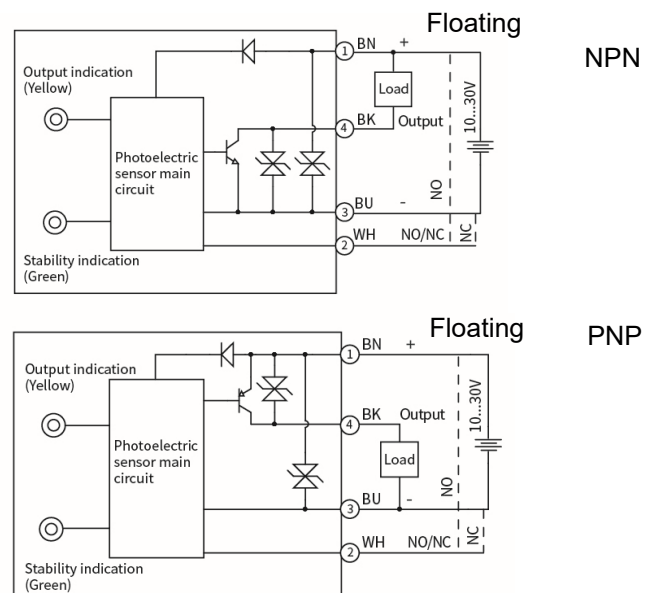 Floating
NPN
Output indication
(Yellow)
1 BN +
Load
10...30V
4 BK Output
Photoelectric
sensor main
circuit
NO
3 BU -
2 WH NO/NC
NC
Stability indication
(Green)
Floating
PNP
Output indication
(Yellow)
1 BN +
10...30V
4 BK Output
Photoelectric
sensor main
circuit
Load
NO
3 BU -
2 WH NO/NC
NC
Stability indication
(Green)